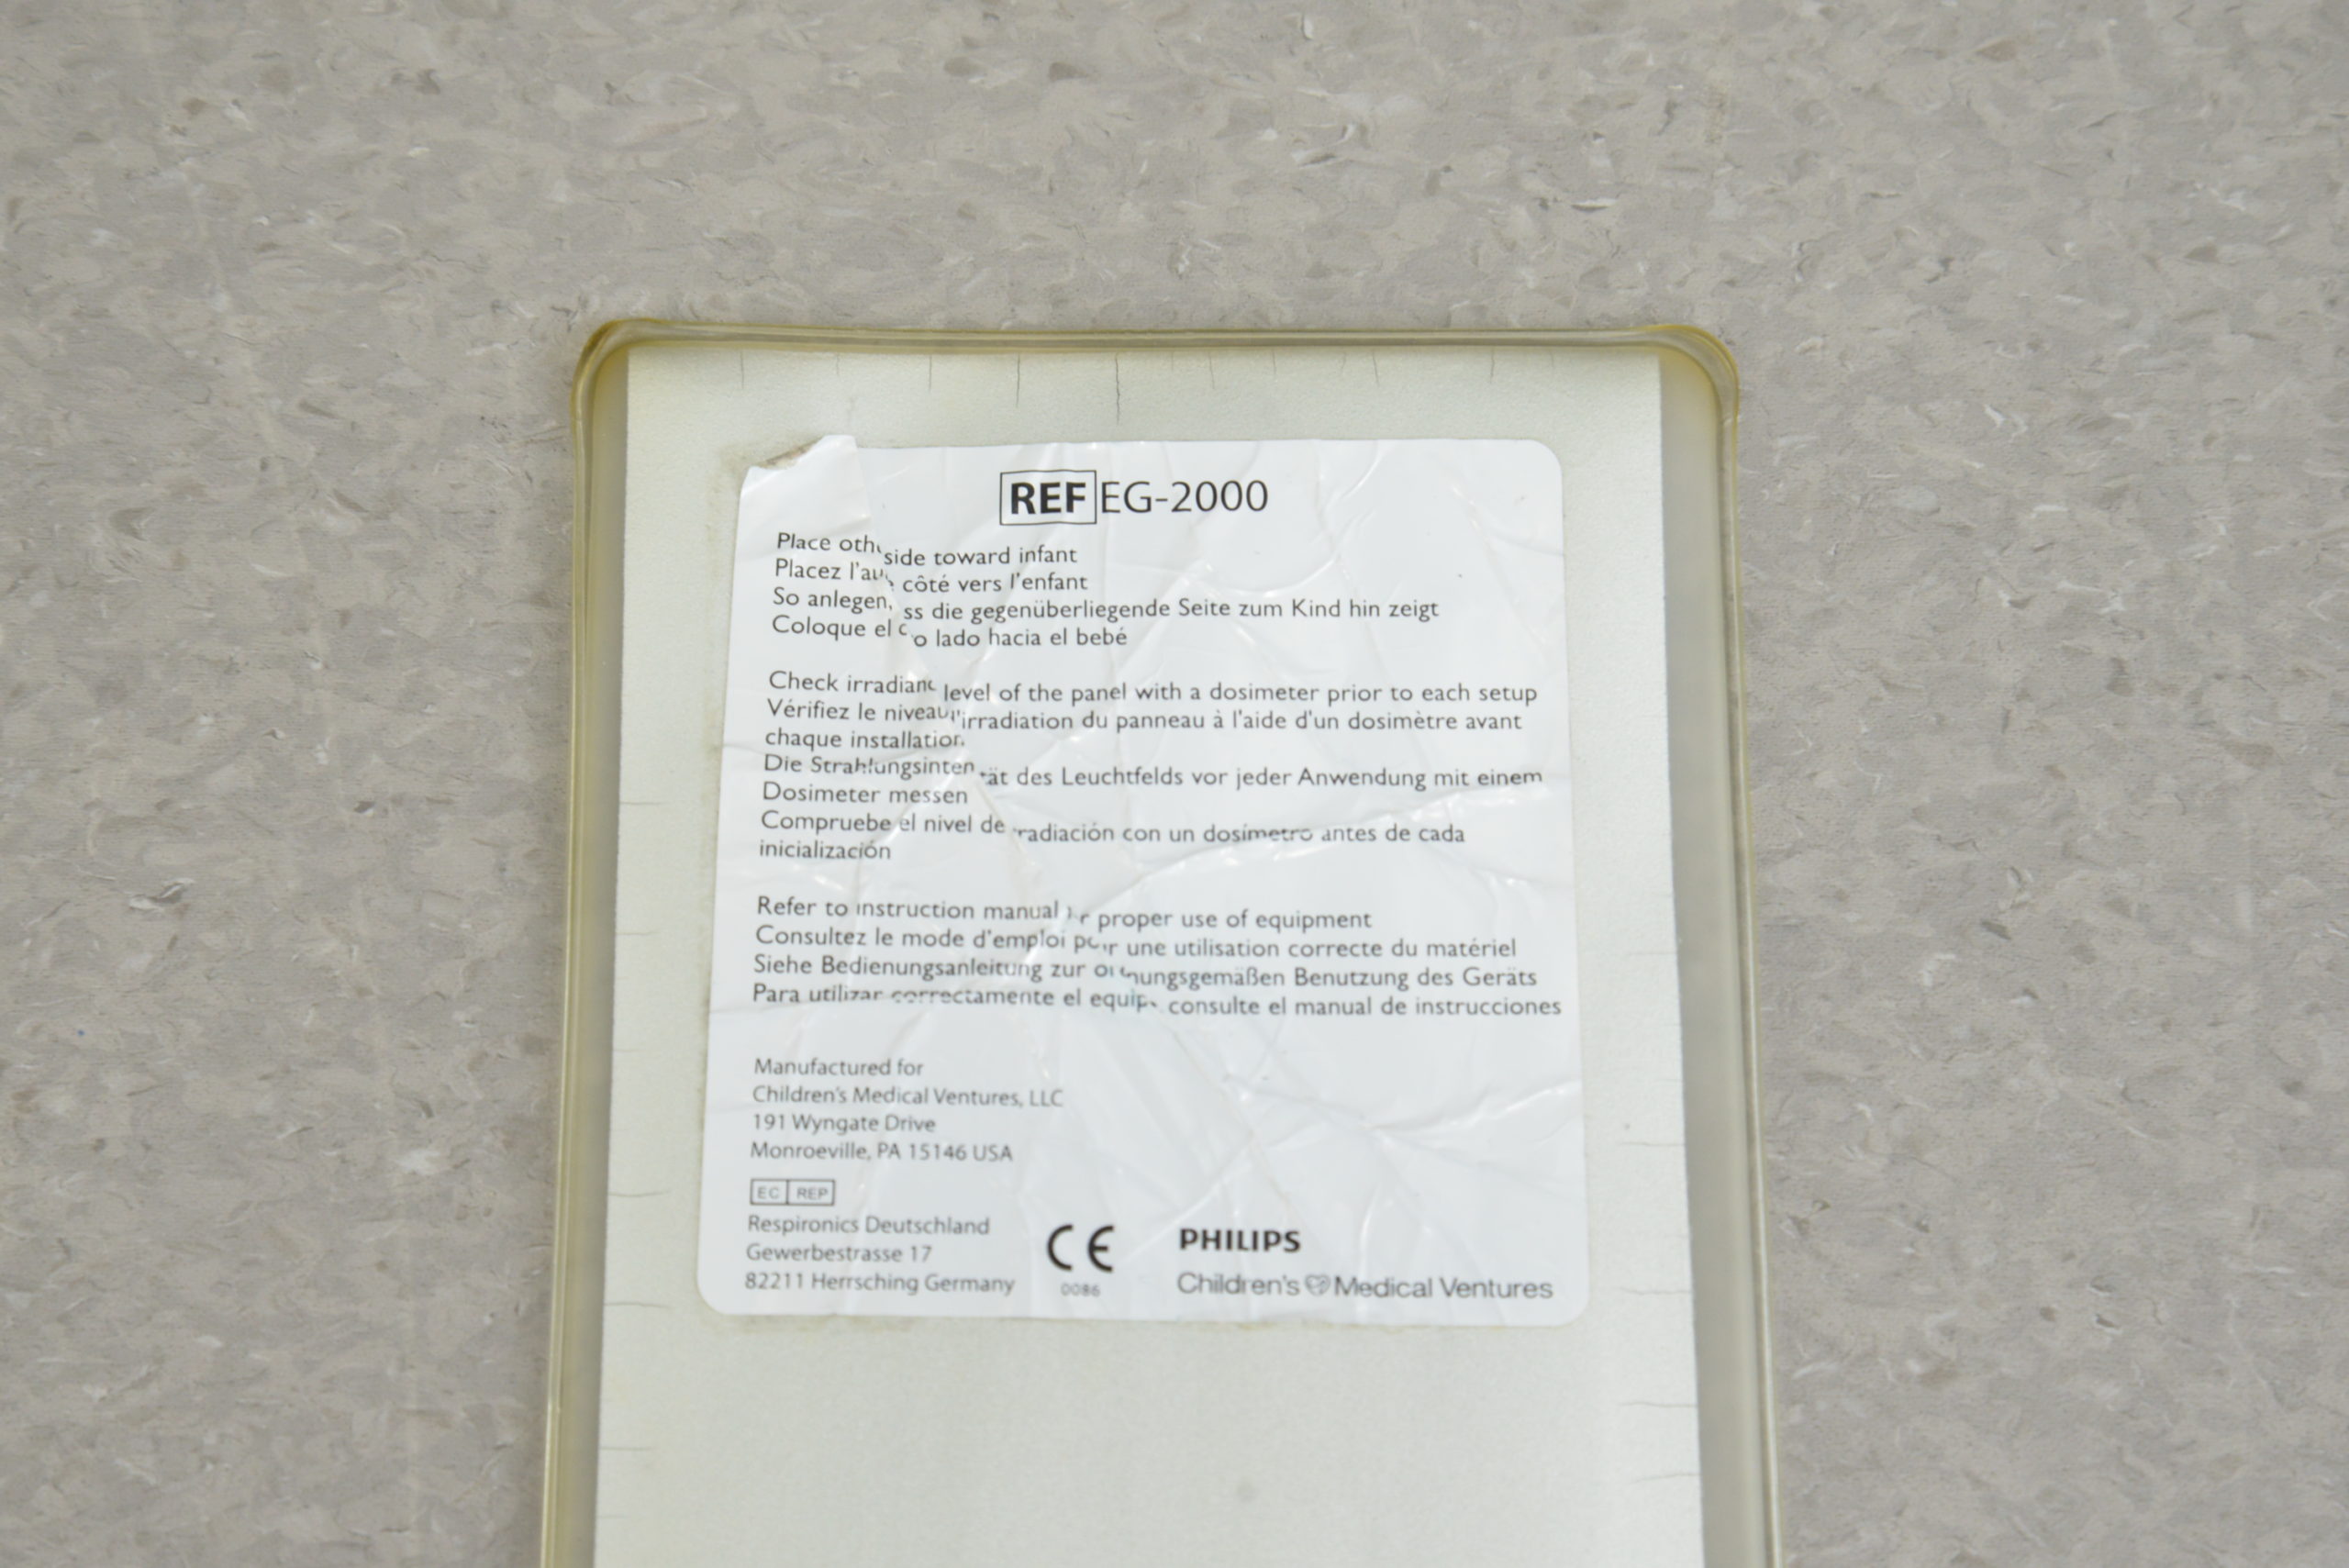 REF EG-2000
Place oth side toward infant
Placez l'au côté vers l'enfant
So anlegen, ss die gegenüberliegende Seite zum Kind hin zeigt
Coloque el o lado hacia el bebé
Check irradianc level of the panel with a dosimeter prior to each setup
Vérifiez le niveau irradiation du panneau à l'aide d'un dosimètre avant
chaque installation
Die Strahlungsinten tät des Leuchtfelds vor jeder Anwendung mit einem
Dosimeter messen
Compruebe el nivel de radiación con un dosímetro antes de cada
inicialización
Refer to instruction manual r proper use of equipment
Consultez le mode d'emploi pour une utilisation correcte du matériel
Siehe Bedienungsanleitung zur nungsgemäßen Benutzung des Geräts
Para utilizar correctamente el equip consulte el manual de instrucciones
Manufactured for
Children's Medical Ventures, LLC
191 Wyngate Drive
Monroeville, PA 15146 USA
EC REP
Respironics Deutschland
Gewerbestrasse 17
82211 Herrsching Germany
CE
0086
PHILIPS
Children's Medical Ventures